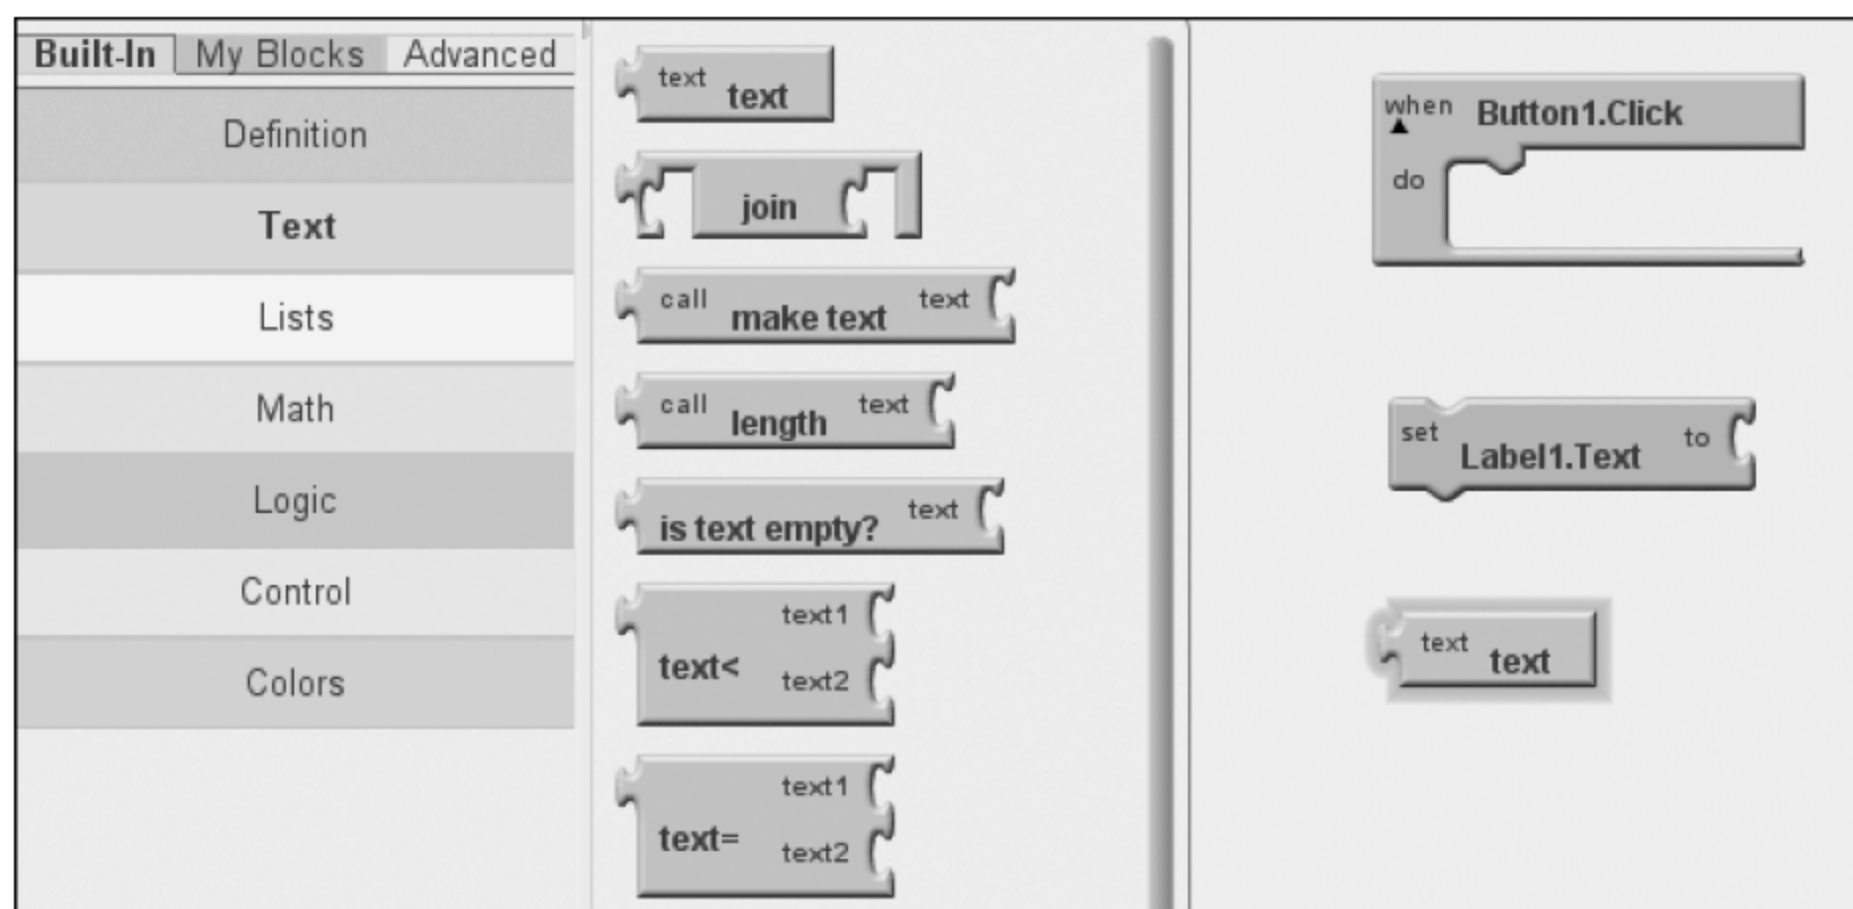 Built-In My Blocks Advanced
Definition
Text
Lists
Math
Logic
Control
Colors
text text
join
call make text text
call length text
is text empty? text
text< text1
text2
text= text1
text2
when Button1.Click
do
set Label1.Text to
text text